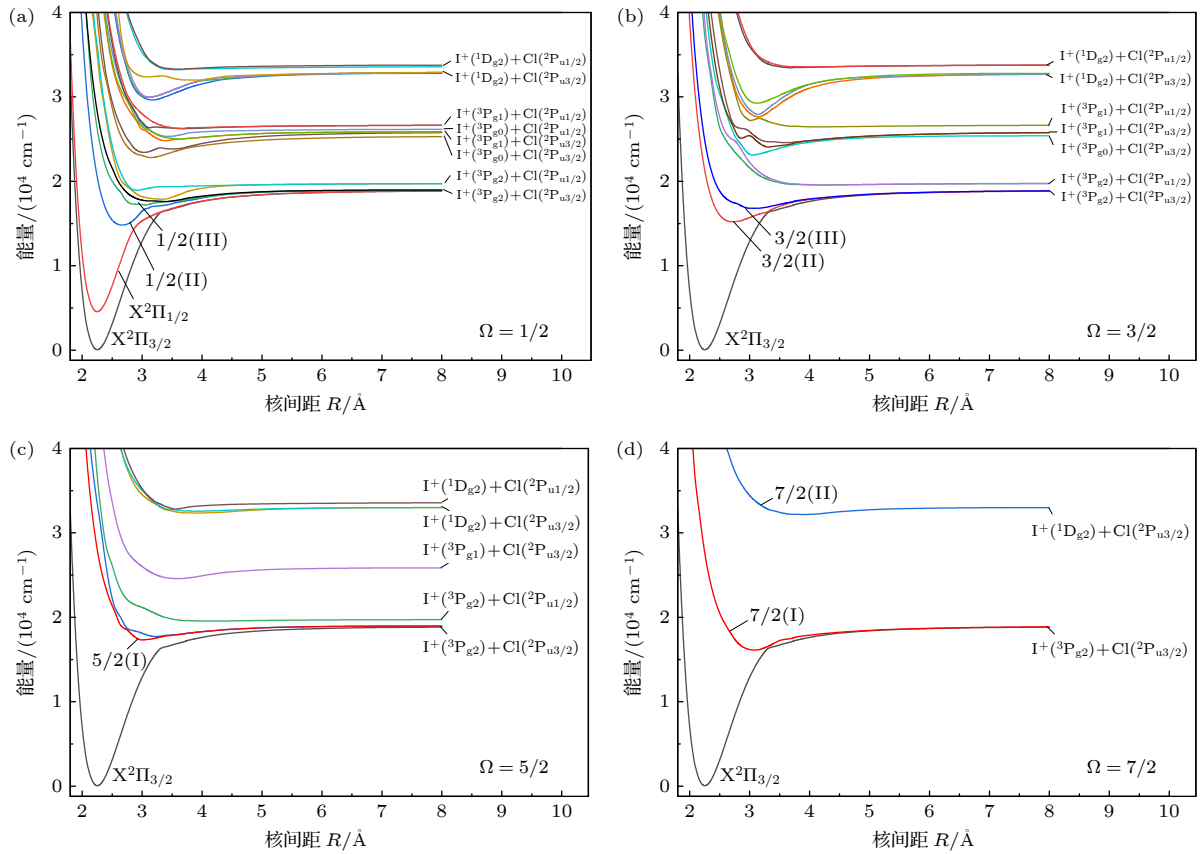 (a)
4
3
2
1
0
能量/(10⁴ cm⁻¹)
I⁺(¹D_g2)+Cl(²P_u1/2)
I⁺(¹D_g2)+Cl(²P_u3/2)
I⁺(³P_g1)+Cl(²P_u1/2)
I⁺(³P_g0)+Cl(²P_u1/2)
I⁺(³P_g1)+Cl(²P_u3/2)
I⁺(³P_g0)+Cl(²P_u3/2)
I⁺(³P_g2)+Cl(²P_u1/2)
I⁺(³P_g2)+Cl(²P_u3/2)
1/2(III)
1/2(II)
X²Π_1/2
X²Π_3/2
Ω = 1/2
2 3 4 5 6 7 8 9 10
核间距 R/Å
(b)
4
3
2
1
0
能量/(10⁴ cm⁻¹)
I⁺(¹D_g2)+Cl(²P_u1/2)
I⁺(¹D_g2)+Cl(²P_u3/2)
I⁺(³P_g1)+Cl(²P_u1/2)
I⁺(³P_g1)+Cl(²P_u3/2)
I⁺(³P_g0)+Cl(²P_u3/2)
I⁺(³P_g2)+Cl(²P_u1/2)
I⁺(³P_g2)+Cl(²P_u3/2)
3/2(III)
3/2(II)
X²Π_3/2
Ω = 3/2
2 3 4 5 6 7 8 9 10
核间距 R/Å
(c)
4
3
2
1
0
能量/(10⁴ cm⁻¹)
I⁺(¹D_g2)+Cl(²P_u1/2)
I⁺(¹D_g2)+Cl(²P_u3/2)
I⁺(³P_g1)+Cl(²P_u3/2)
I⁺(³P_g2)+Cl(²P_u1/2)
I⁺(³P_g2)+Cl(²P_u3/2)
5/2(I)
X²Π_3/2
Ω = 5/2
2 3 4 5 6 7 8 9 10
核间距 R/Å
(d)
4
3
2
1
0
能量/(10⁴ cm⁻¹)
7/2(II)
I⁺(¹D_g2)+Cl(²P_u3/2)
7/2(I)
I⁺(³P_g2)+Cl(²P_u3/2)
X²Π_3/2
Ω = 7/2
2 3 4 5 6 7 8 9 10
核间距 R/Å